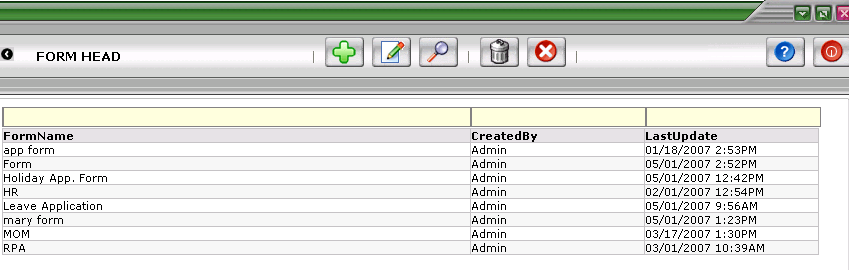 FORM HEAD
FormName CreatedBy LastUpdate
app form Admin 01/18/2007 2:53PM
Form Admin 05/01/2007 2:52PM
Holiday App. Form Admin 05/01/2007 12:42PM
HR Admin 02/01/2007 12:54PM
Leave Application Admin 05/01/2007 9:56AM
mary form Admin 05/01/2007 1:23PM
MOM Admin 03/17/2007 1:30PM
RPA Admin 03/01/2007 10:39AM